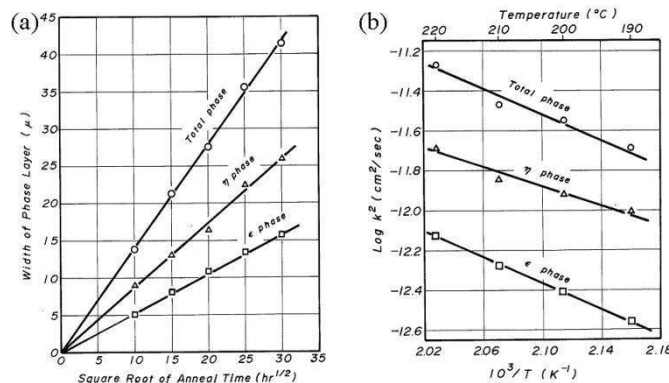 (a)
45
40
35
30
25
20
15
10
5
0
Width of Phase Layer (μ)
Total phase
η phase
ϵ phase
0 5 10 15 20 25 30 35
Square Root of Anneal Time (hr1/2)
(b)
Temperature (°C)
220 210 200 190
-11.2
-11.4
-11.6
-11.8
-12.0
-12.2
-12.4
-12.6
Log k² (cm²/sec)
Total phase
η phase
ϵ phase
2.02 2.06 2.10 2.14 2.18
10³/T (K⁻¹)